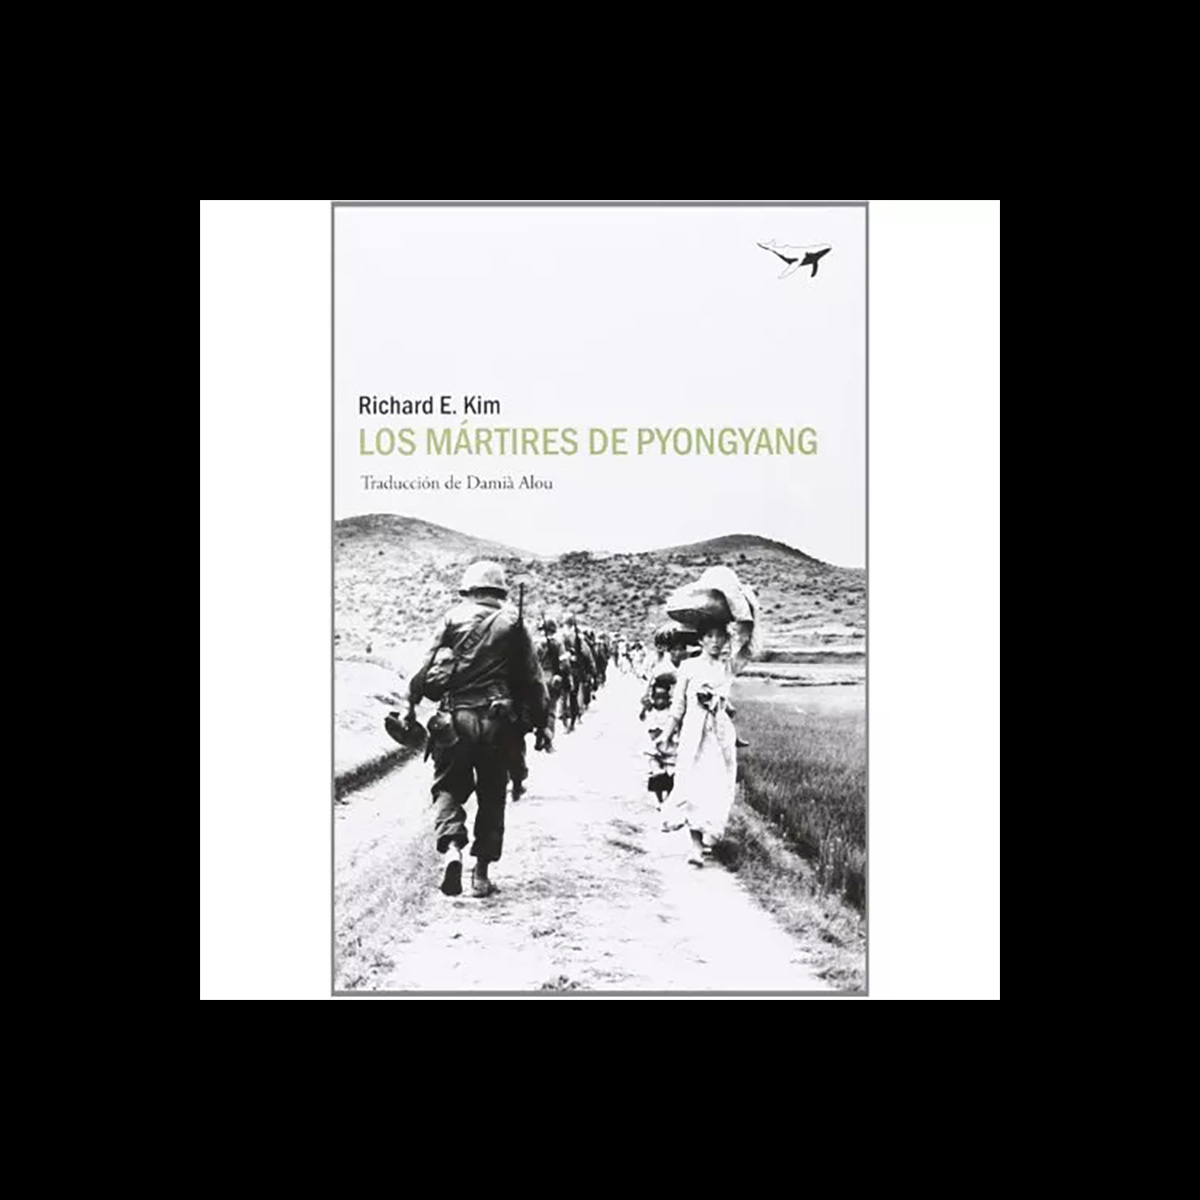 Richard E. Kim
LOS MÁRTIRES DE PYONGYANG
Traducción de Damià Alou